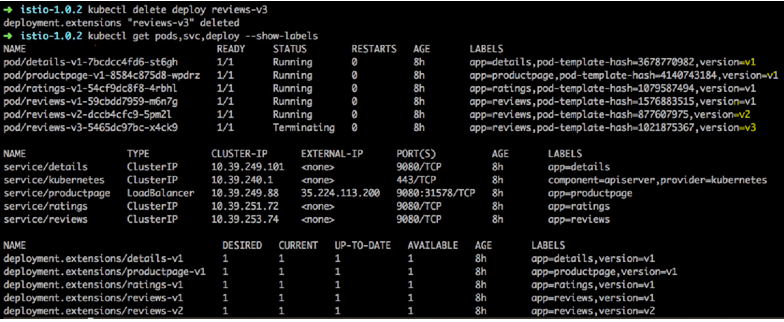 ➜ istio-1.0.2 kubectl delete deploy reviews-v3
deployment.extensions "reviews-v3" deleted
➜ istio-1.0.2 kubectl get pods,svc,deploy --show-labels
NAME READY STATUS RESTARTS AGE LABELS
pod/details-v1-7bcdcc4fd6-st6gh 1/1 Running 0 8h app=details,pod-template-hash=3678770982,version=v1
pod/productpage-v1-8584c875d8-wpdrz 1/1 Running 0 8h app=productpage,pod-template-hash=4140743184,version=v1
pod/ratings-v1-54cf9dc8f8-4rbhl 1/1 Running 0 8h app=ratings,pod-template-hash=1079587494,version=v1
pod/reviews-v1-59cbdd7959-m6n7g 1/1 Running 0 8h app=reviews,pod-template-hash=1576883515,version=v1
pod/reviews-v2-dccb4cfc9-5pm2l 1/1 Running 0 8h app=reviews,pod-template-hash=877607975,version=v2
pod/reviews-v3-5465dc97bc-x4ck9 1/1 Terminating 0 8h app=reviews,pod-template-hash=1021875367,version=v3
NAME TYPE CLUSTER-IP EXTERNAL-IP PORT(S) AGE LABELS
service/details ClusterIP 10.39.249.101 <none> 9080/TCP 8h app=details
service/kubernetes ClusterIP 10.39.240.1 <none> 443/TCP 8h component=apiserver,provider=kubernetes
service/productpage LoadBalancer 10.39.249.88 35.224.113.200 9080:31578/TCP 8h app=productpage
service/ratings ClusterIP 10.39.251.72 <none> 9080/TCP 8h app=ratings
service/reviews ClusterIP 10.39.253.74 <none> 9080/TCP 8h app=reviews
NAME DESIRED CURRENT UP-TO-DATE AVAILABLE AGE LABELS
deployment.extensions/details-v1 1 1 1 1 8h app=details,version=v1
deployment.extensions/productpage-v1 1 1 1 1 8h app=productpage,version=v1
deployment.extensions/ratings-v1 1 1 1 1 8h app=ratings,version=v1
deployment.extensions/reviews-v1 1 1 1 1 8h app=reviews,version=v1
deployment.extensions/reviews-v2 1 1 1 1 8h app=reviews,version=v2